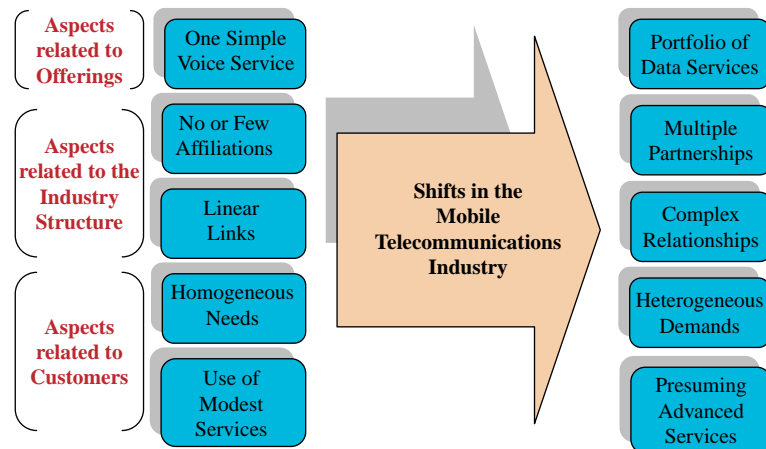 Aspects
related to
Offerings
One Simple
Voice Service
Aspects
related to the
Industry
Structure
No or Few
Affiliations
Linear
Links
Aspects
related to
Customers
Homogeneous
Needs
Use of
Modest
Services
Shifts in the
Mobile
Telecommunications
Industry
Portfolio of
Data Services
Multiple
Partnerships
Complex
Relationships
Heterogeneous
Demands
Presuming
Advanced
Services